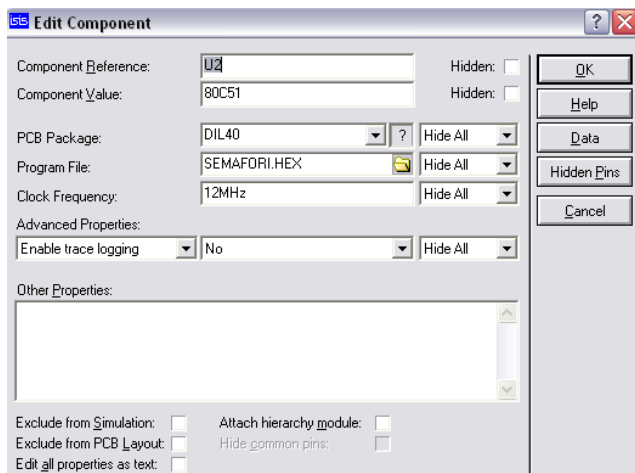 isis Edit Component ? X
Component Reference: U2 Hidden: OK
Component Value: 80C51 Hidden: Help
PCB Package: DIL40 ? Hide All Data
Program File: SEMAFORI.HEX Hide All Hidden Pins
Clock Frequency: 12MHz Hide All Cancel
Advanced Properties:
Enable trace logging No Hide All
Other Properties:
Exclude from Simulation: Attach hierarchy module:
Exclude from PCB Layout: Hide common pins:
Edit all properties as text: